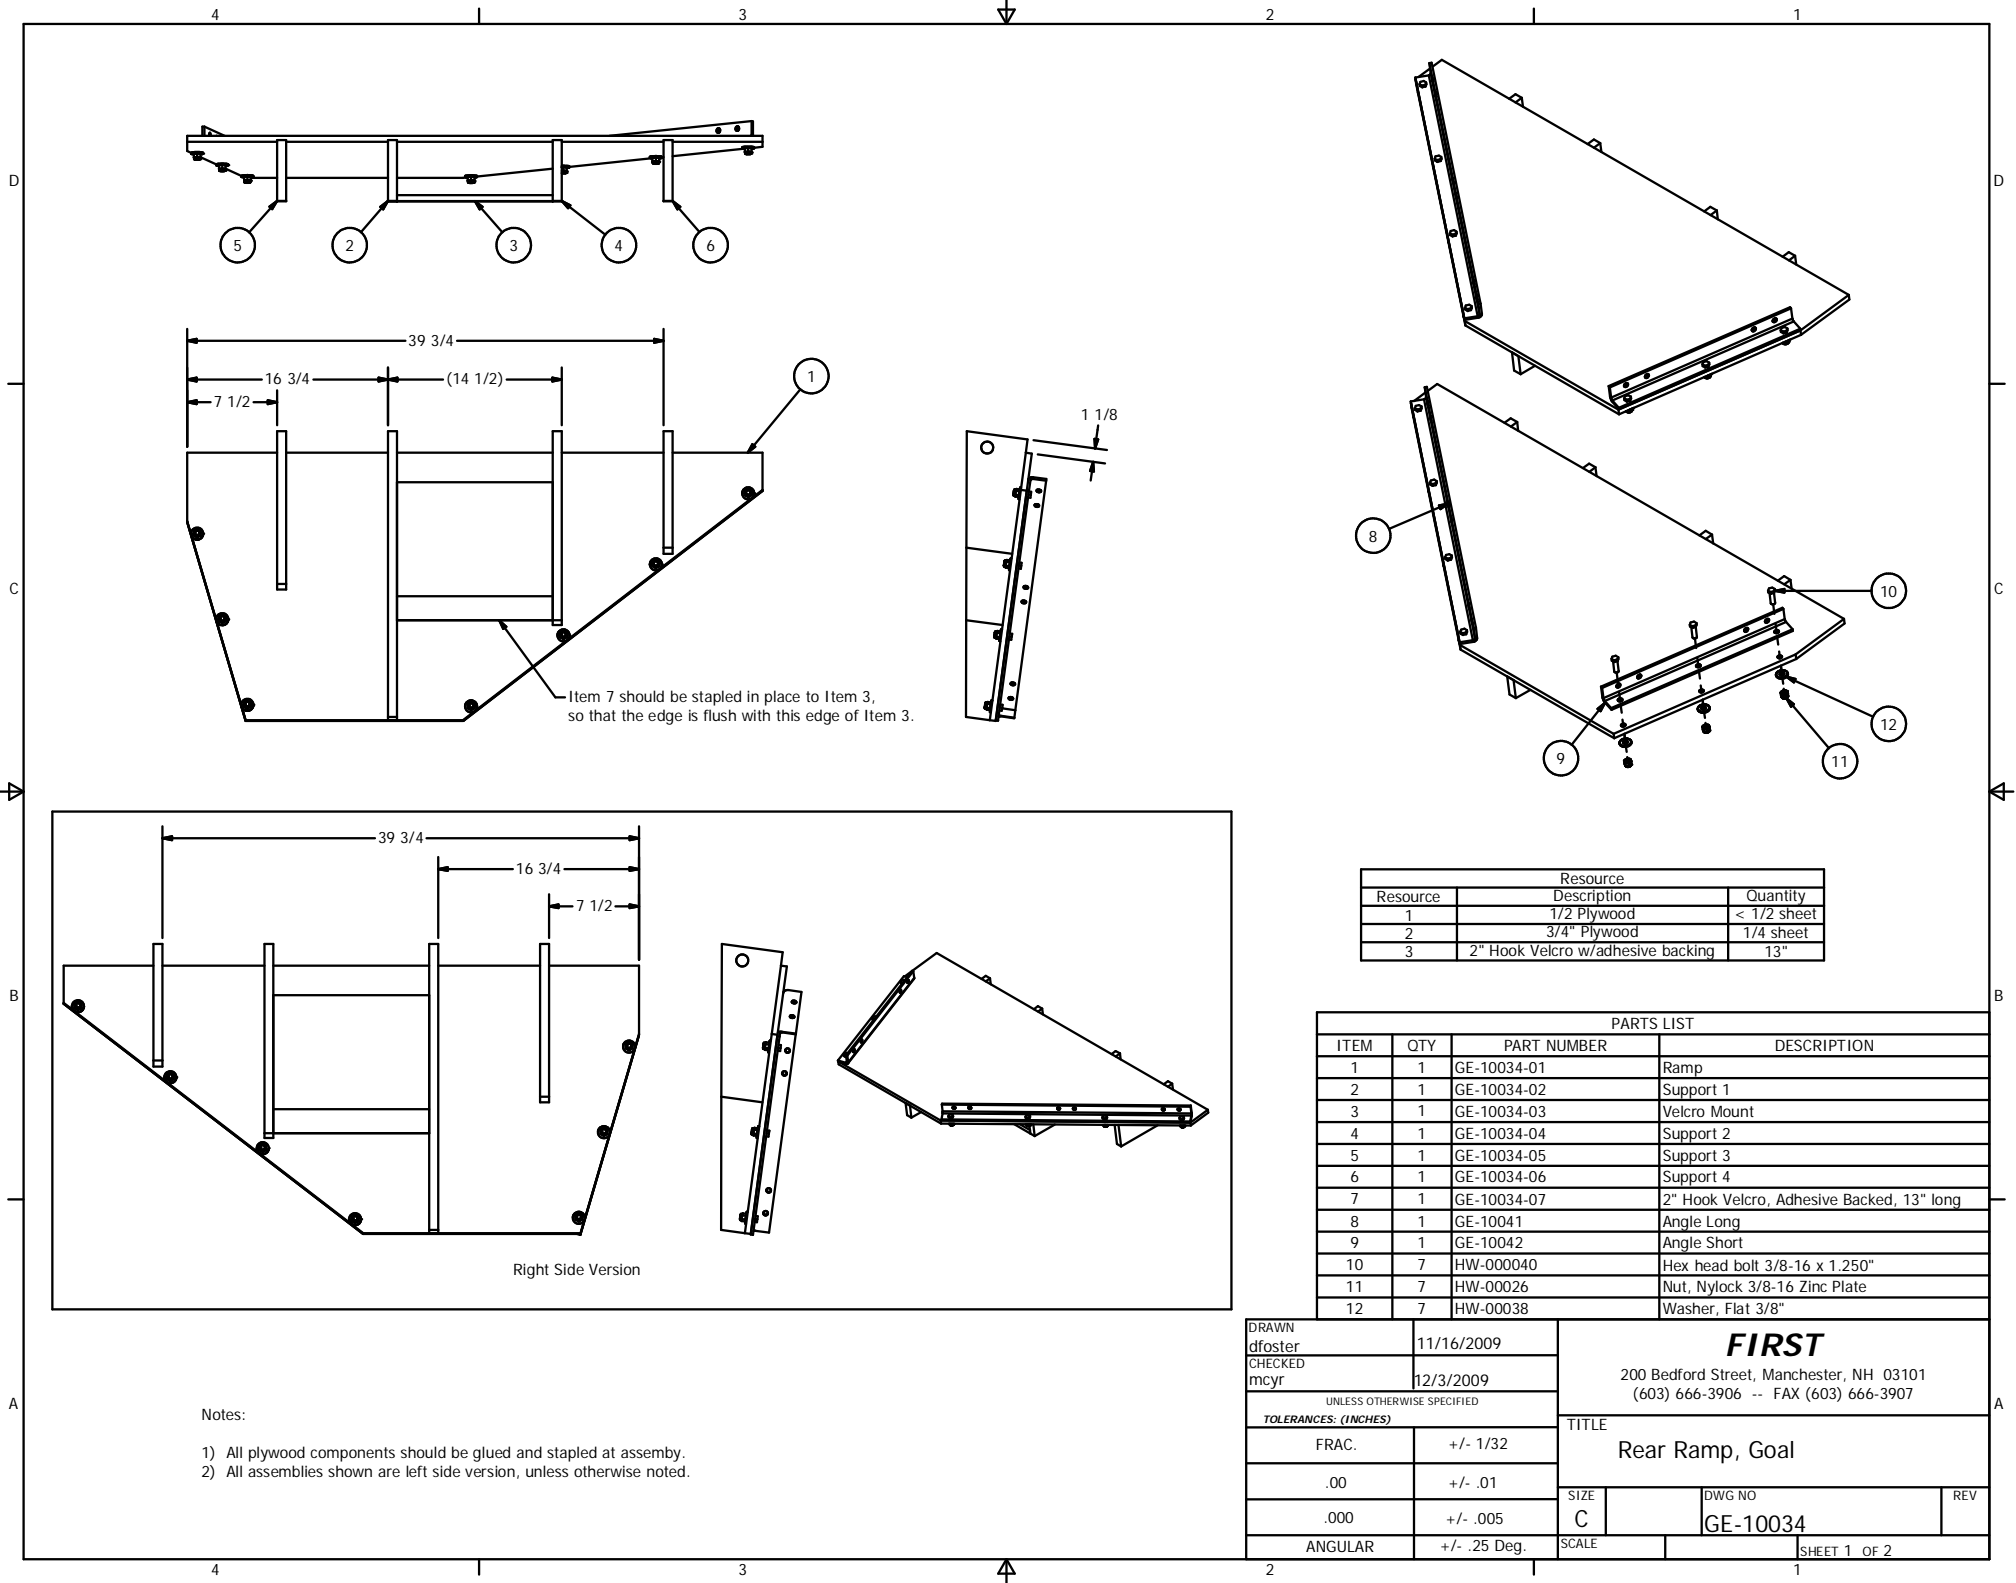 4 3 2 1
D D
5 2 3 4 6
39 3/4
16 3/4 (14 1/2)
7 1/2
1
1 1/8
8
10
C C
Item 7 should be stapled in place to Item 3,
so that the edge is flush with this edge of Item 3.
9
11
12
39 3/4
16 3/4
7 1/2
Right Side Version
B B
Resource
Resource Description Quantity
1 1/2 Plywood < 1/2 sheet
2 3/4" Plywood 1/4 sheet
3 2" Hook Velcro w/adhesive backing 13"
PARTS LIST
ITEM QTY PART NUMBER DESCRIPTION
1 1 GE-10034-01 Ramp
2 1 GE-10034-02 Support 1
3 1 GE-10034-03 Velcro Mount
4 1 GE-10034-04 Support 2
5 1 GE-10034-05 Support 3
6 1 GE-10034-06 Support 4
7 1 GE-10034-07 2" Hook Velcro, Adhesive Backed, 13" long
8 1 GE-10041 Angle Long
9 1 GE-10042 Angle Short
10 7 HW-000040 Hex head bolt 3/8-16 x 1.250"
11 7 HW-00026 Nut, Nylock 3/8-16 Zinc Plate
12 7 HW-00038 Washer, Flat 3/8"
DRAWN
dfoster 11/16/2009
CHECKED
mcyr 12/3/2009
UNLESS OTHERWISE SPECIFIED
TOLERANCES: (INCHES)
FRAC. +/- 1/32
.00 +/- .01
.000 +/- .005
ANGULAR +/- .25 Deg.
FIRST
200 Bedford Street, Manchester, NH 03101
(603) 666-3906 -- FAX (603) 666-3907
TITLE
Rear Ramp, Goal
SIZE DWG NO REV
C GE-10034
SCALE SHEET 1 OF 2
A A
Notes:
1) All plywood components should be glued and stapled at assemby.
2) All assemblies shown are left side version, unless otherwise noted.
4 3 2 1